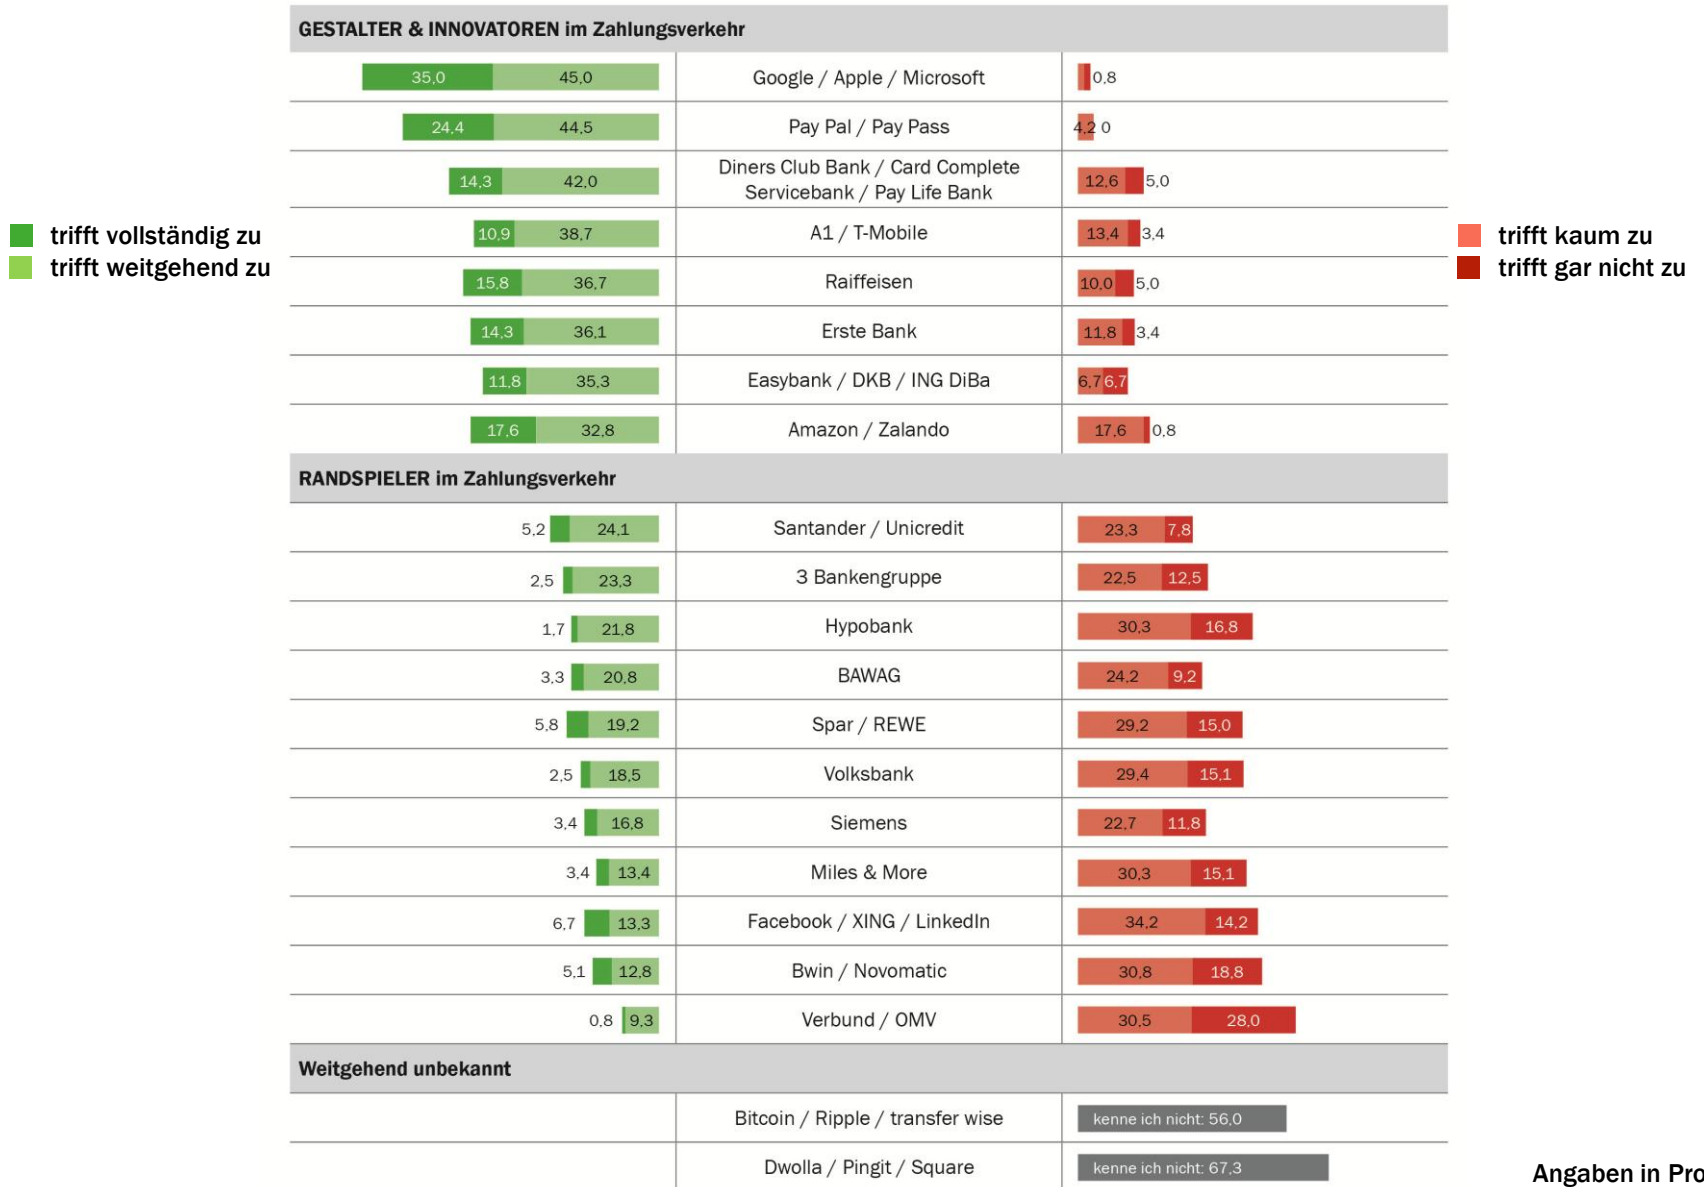 GESTALTER & INNOVATOREN im Zahlungsverkehr
35,0 45,0 Google / Apple / Microsoft 0,8
24,4 44,5 Pay Pal / Pay Pass 4,2 0
14,3 42,0 Diners Club Bank / Card Complete
Servicebank / Pay Life Bank 12,6 5,0
trifft vollständig zu
trifft weitgehend zu
10,9 38,7 A1 / T-Mobile 13,4 3,4
trifft kaum zu
trifft gar nicht zu
15,8 36,7 Raiffeisen 10,0 5,0
14,3 36,1 Erste Bank 11,8 3,4
11,8 35,3 Easybank / DKB / ING DiBa 6,7 6,7
17,6 32,8 Amazon / Zalando 17,6 0,8
RANDSPIELER im Zahlungsverkehr
5,2 24,1 Santander / Unicredit 23,3 7,8
2,5 23,3 3 Bankengruppe 22,5 12,5
1,7 21,8 Hypobank 30,3 16,8
3,3 20,8 BAWAG 24,2 9,2
5,8 19,2 Spar / REWE 29,2 15,0
2,5 18,5 Volksbank 29,4 15,1
3,4 16,8 Siemens 22,7 11,8
3,4 13,4 Miles & More 30,3 15,1
6,7 13,3 Facebook / XING / LinkedIn 34,2 14,2
5,1 12,8 Bwin / Novomatic 30,8 18,8
0,8 9,3 Verbund / OMV 30,5 28,0
Weitgehend unbekannt
Bitcoin / Ripple / transfer wise kenne ich nicht: 56,0
Dwolla / Pingit / Square kenne ich nicht: 67,3
Angaben in Pro